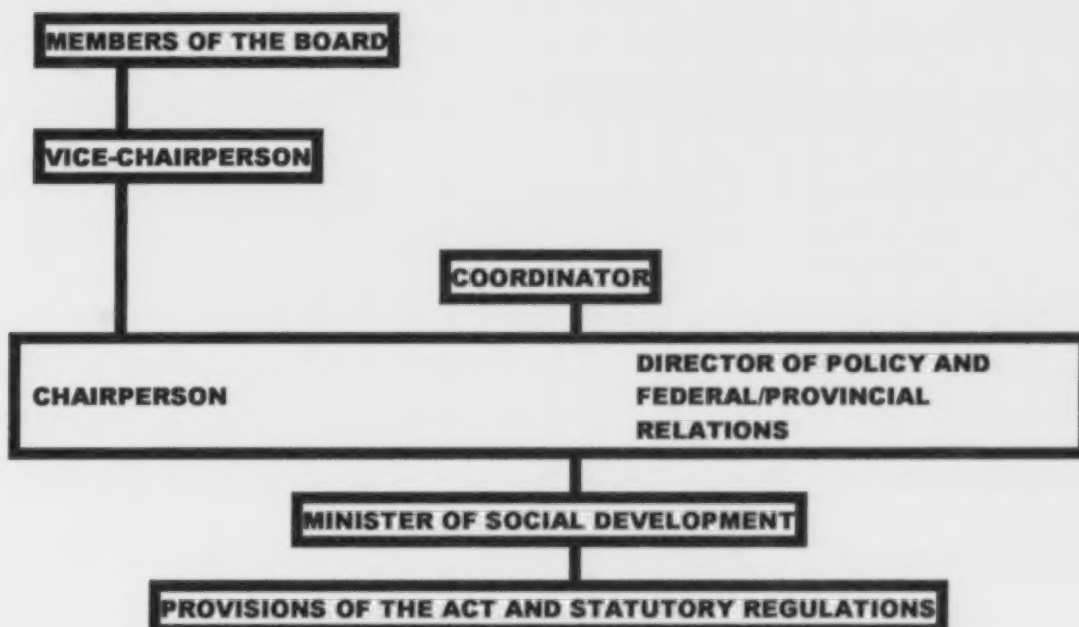 MEMBERS OF THE BOARD
VICE-CHAIRPERSON
COORDINATOR
CHAIRPERSON
DIRECTOR OF POLICY AND
FEDERAL/PROVINCIAL
RELATIONS
MINISTER OF SOCIAL DEVELOPMENT
PROVISIONS OF THE ACT AND STATUTORY REGULATIONS